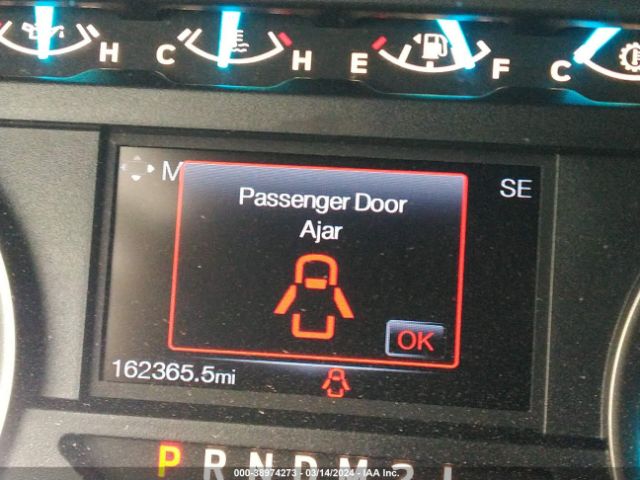 H C H E F C
M SE
Passenger Door
Ajar
OK
162365.5mi
P R N D M
000-38974273 - 03/14/2024 - IAA Inc.